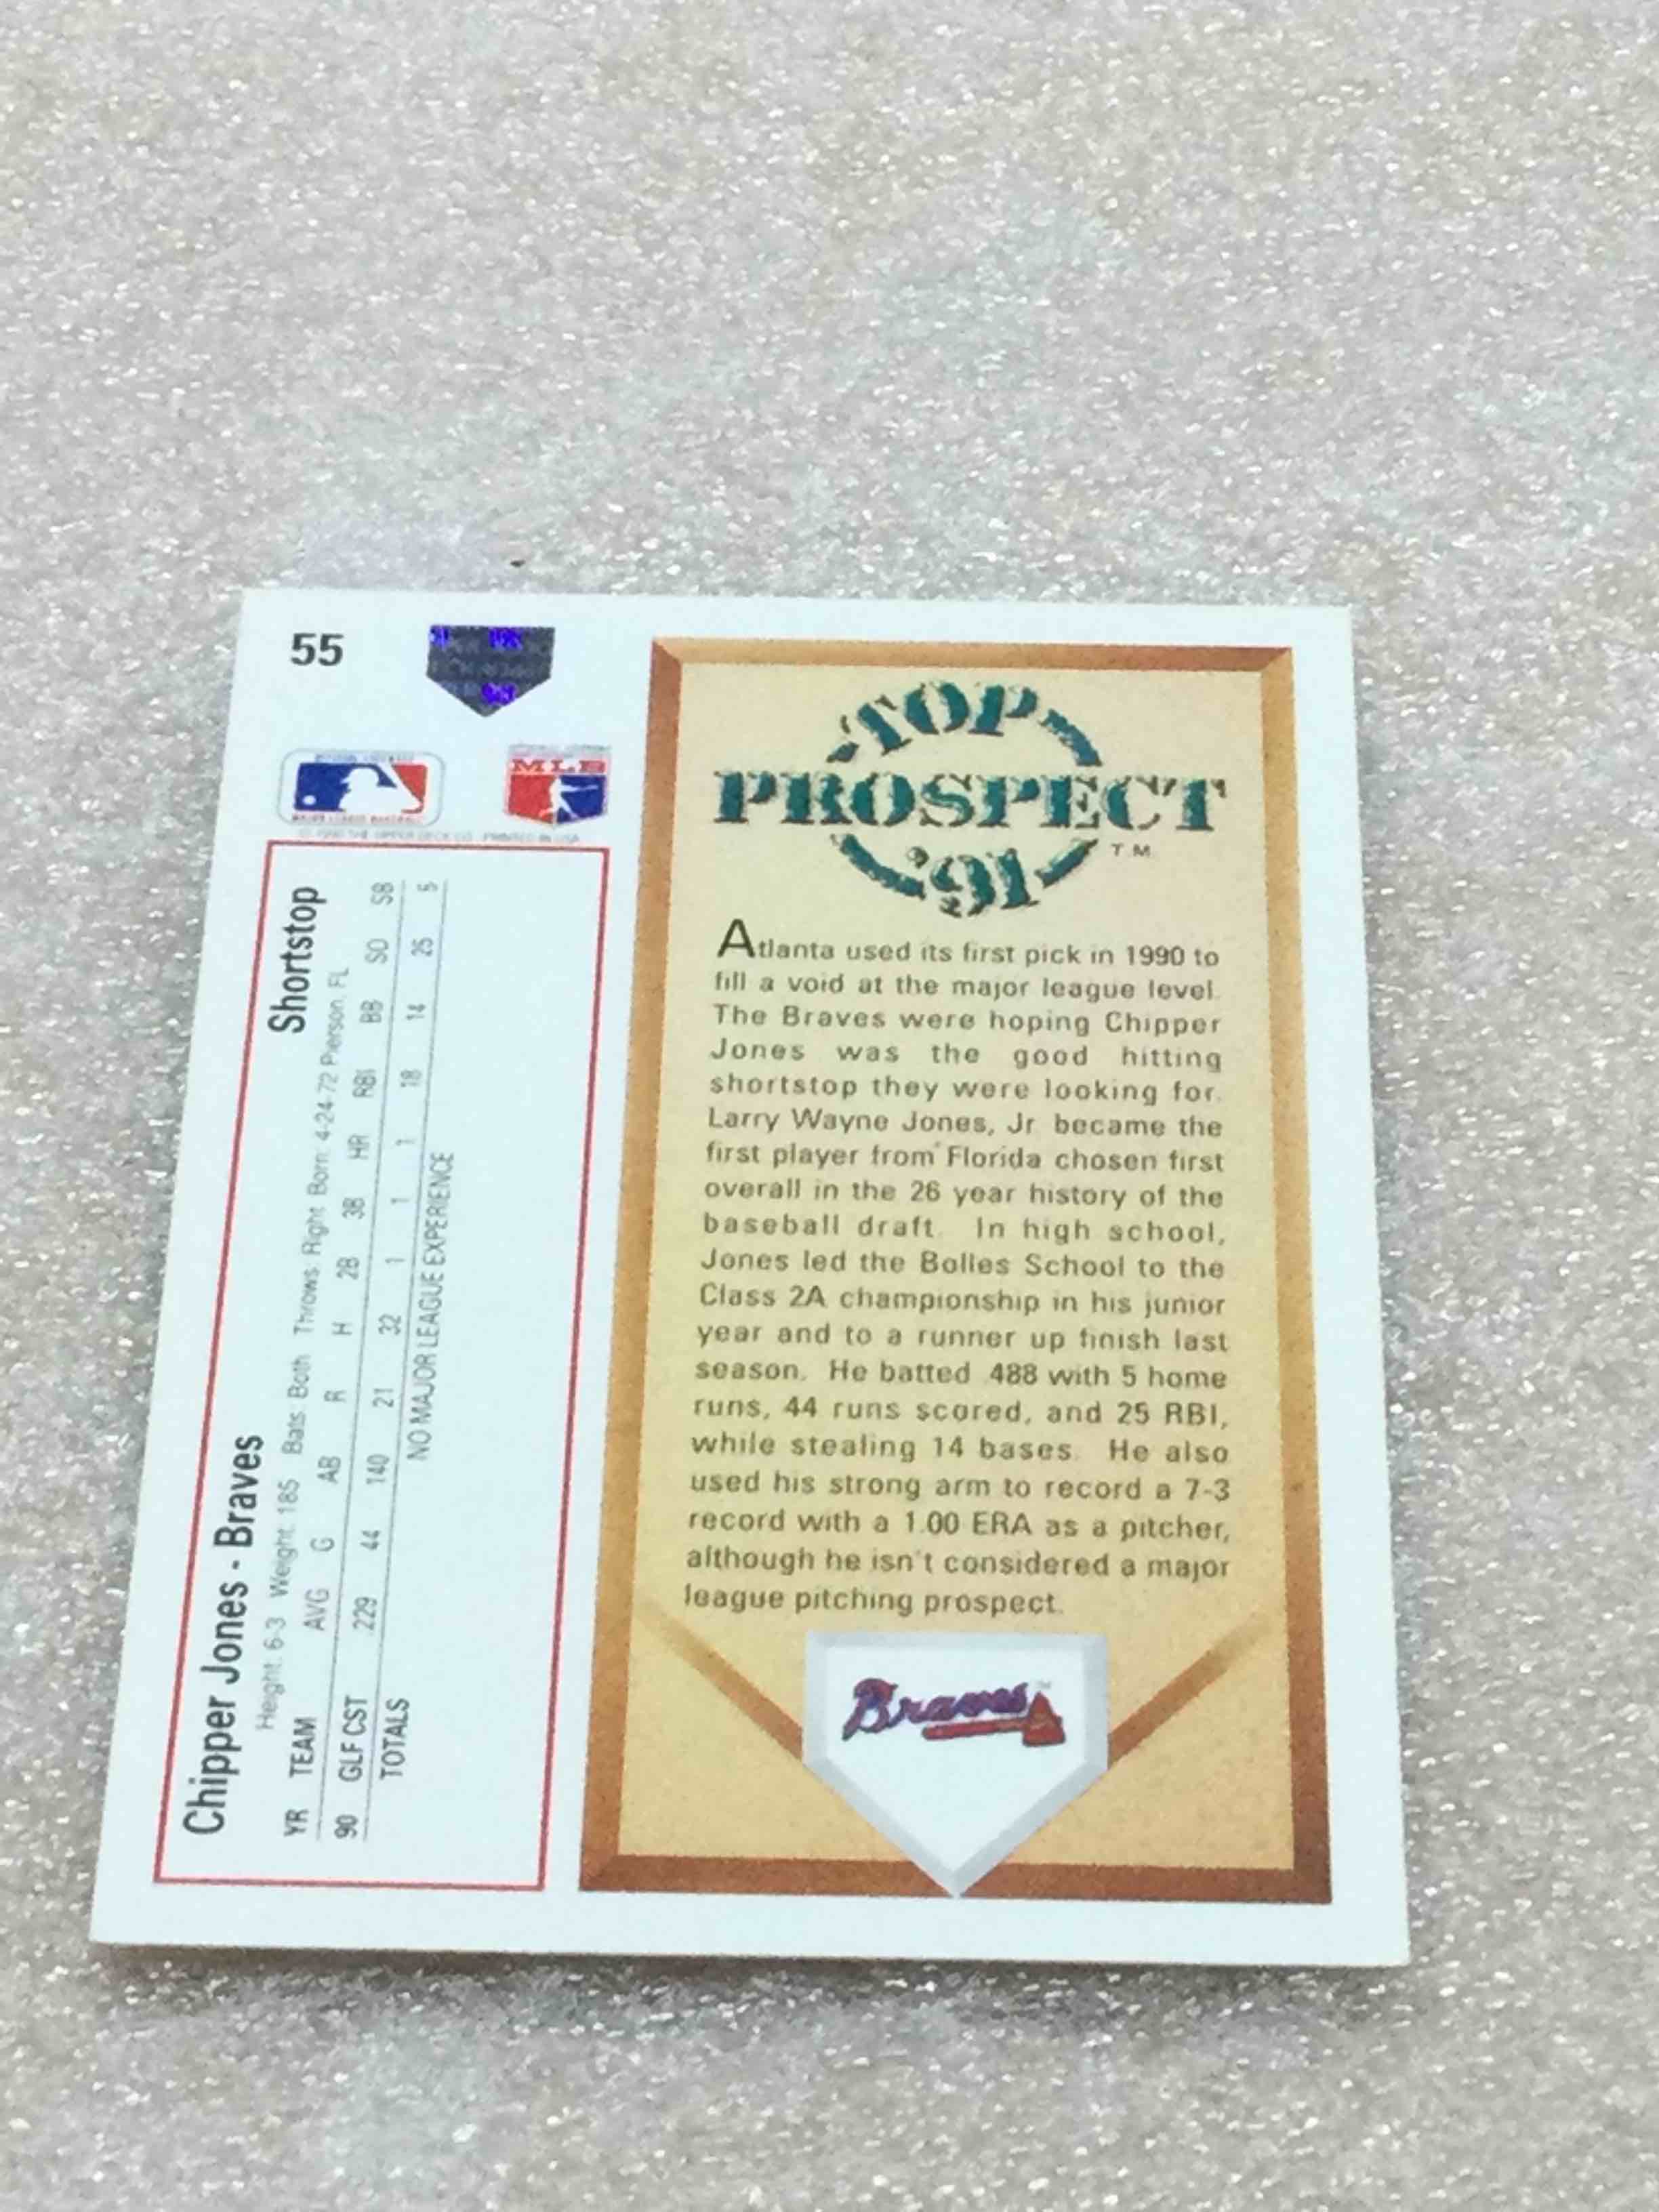 55
MLB
© 1990 THE UPPER DECK CO. PRINTED IN USA
Chipper Jones - Braves Shortstop
Height: 6-3 Weight: 185 Bats: Both Throws: Right Born: 4-24-72 Pierson, FL
YR TEAM AVG G AB R H 2B 3B HR RBI BB SO SB
90 GLF CST .229 44 140 21 32 1 1 1 18 14 25 5
TOTALS NO MAJOR LEAGUE EXPERIENCE
TOP
PROSPECT
'91
TM
Atlanta used its first pick in 1990 to
fill a void at the major league level.
The Braves were hoping Chipper
Jones was the good hitting
shortstop they were looking for.
Larry Wayne Jones, Jr. became the
first player from Florida chosen first
overall in the 26 year history of the
baseball draft. In high school,
Jones led the Bolles School to the
Class 2A championship in his junior
year and to a runner up finish last
season. He batted .488 with 5 home
runs, 44 runs scored, and 25 RBI,
while stealing 14 bases. He also
used his strong arm to record a 7-3
record with a 1.00 ERA as a pitcher,
although he isn't considered a major
league pitching prospect.
Braves